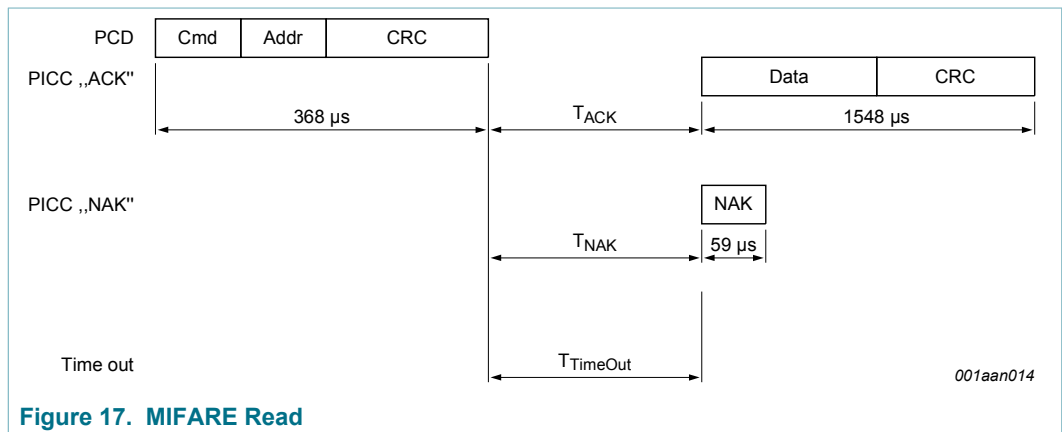 PCD Cmd Addr CRC
PICC ,,ACK" Data CRC
368 µs TACK 1548 µs
PICC ,,NAK" NAK
TNAK 59 µs
Time out TTimeOut 001aan014
Figure 17. MIFARE Read